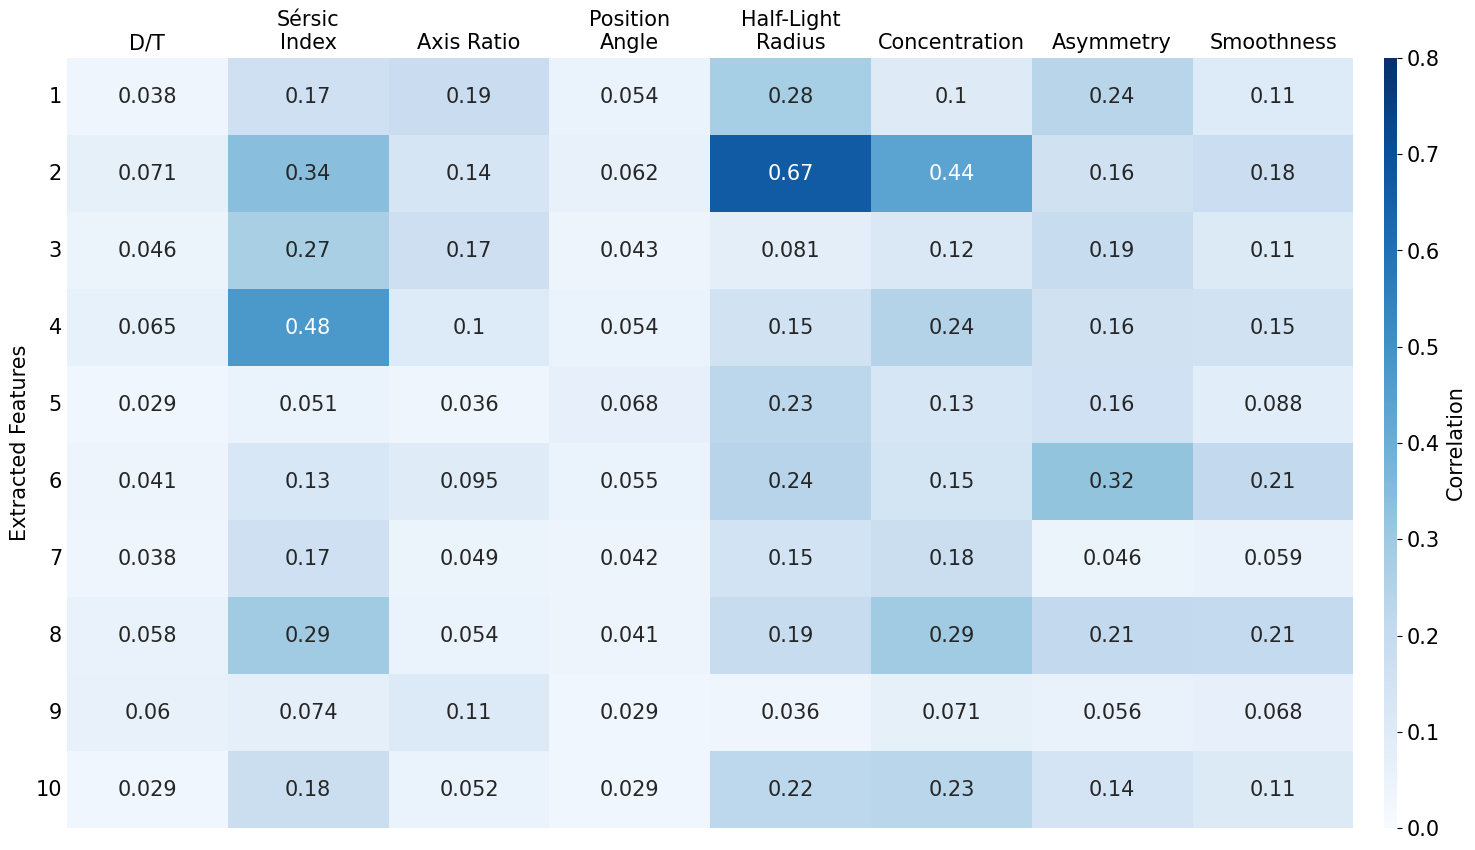 Sérsic
Position
Half-Light
D/T
Index
Axis Ratio
Angle
Radius
Concentration
Asymmetry
Smoothness
1 0.038 0.17 0.19 0.054 0.28 0.1 0.24 0.11
2 0.071 0.34 0.14 0.062 0.67 0.44 0.16 0.18
3 0.046 0.27 0.17 0.043 0.081 0.12 0.19 0.11
4 0.065 0.48 0.1 0.054 0.15 0.24 0.16 0.15
5 0.029 0.051 0.036 0.068 0.23 0.13 0.16 0.088
6 0.041 0.13 0.095 0.055 0.24 0.15 0.32 0.21
7 0.038 0.17 0.049 0.042 0.15 0.18 0.046 0.059
8 0.058 0.29 0.054 0.041 0.19 0.29 0.21 0.21
9 0.06 0.074 0.11 0.029 0.036 0.071 0.056 0.068
10 0.029 0.18 0.052 0.029 0.22 0.23 0.14 0.11
Extracted Features
0.8
0.7
0.6
0.5
0.4
0.3
0.2
0.1
0.0
Correlation